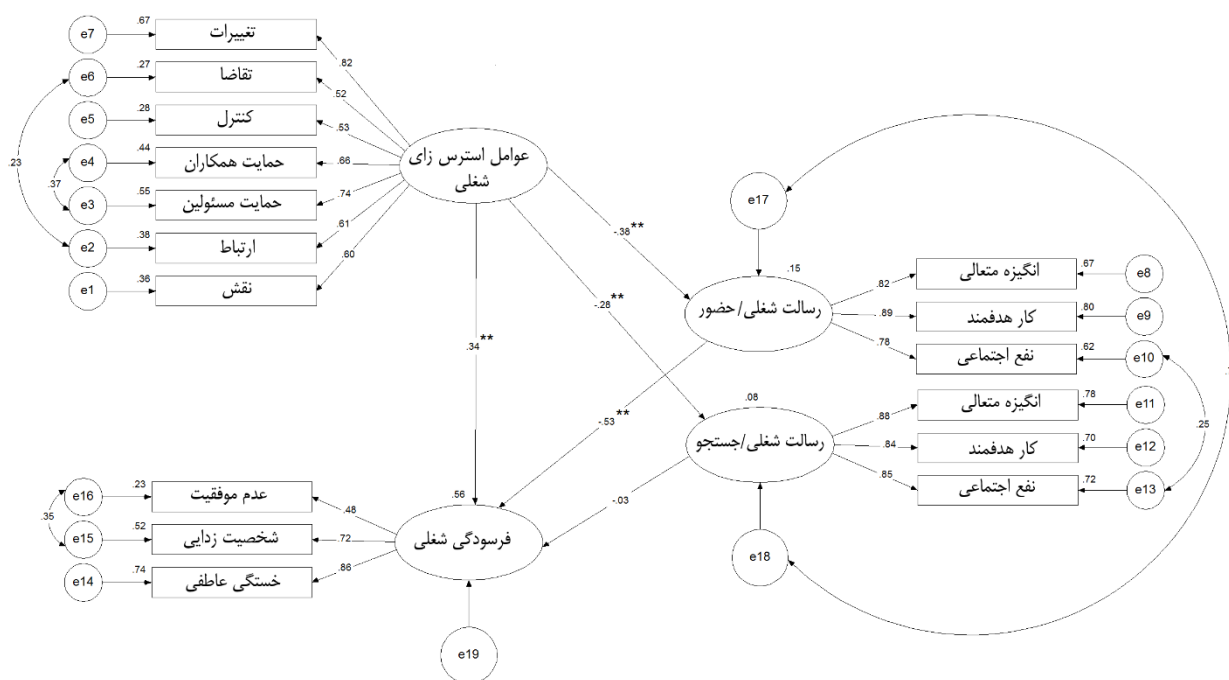 e7
.67
تغییرات
.82
e6
.27
تقاضا
.52
e5
.28
کنترل
.53
e4
.44
حمایت همکاران
.66
e3
.55
حمایت مسئولین
.74
e2
.38
ارتباط
.61
e1
.36
نقش
.60
.23
.37
عوامل استرس زای
شغلی
-.38**
-.28**
.34**
e17
.15
رسالت شغلی/حضور
.82
انگیزه متعالی
.67
e8
.89
کار هدفمند
.80
e9
.78
نفع اجتماعی
.62
e10
-.53**
.08
رسالت شغلی/جستجو
.88
انگیزه متعالی
.78
e11
.84
کار هدفمند
.70
e12
.85
نفع اجتماعی
.72
e13
.25
-.03
e18
.56
فرسودگی شغلی
e16
.23
عدم موفقیت
.48
e15
.52
شخصیت زدایی
.72
e14
.74
خستگی عاطفی
.86
.35
e19